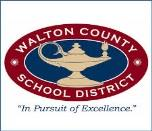 WALTON COUNTY
SCHOOL DISTRICT
"In Pursuit of Excellence."